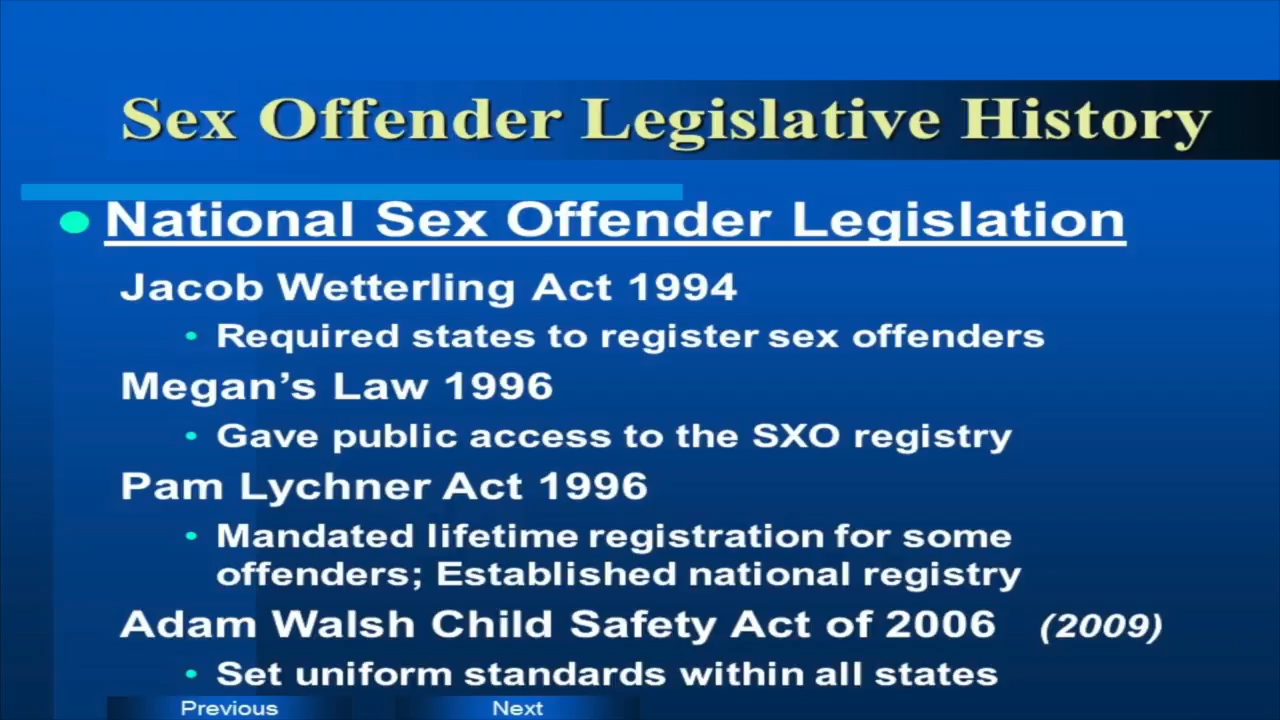 Sex Offender Legislative History
National Sex Offender Legislation
Jacob Wetterling Act 1994
Required states to register sex offenders
Megan’s Law 1996
Gave public access to the SXO registry
Pam Lychner Act 1996
Mandated lifetime registration for some
offenders; Established national registry
Adam Walsh Child Safety Act of 2006 (2009)
Set uniform standards within all states
Previous Next